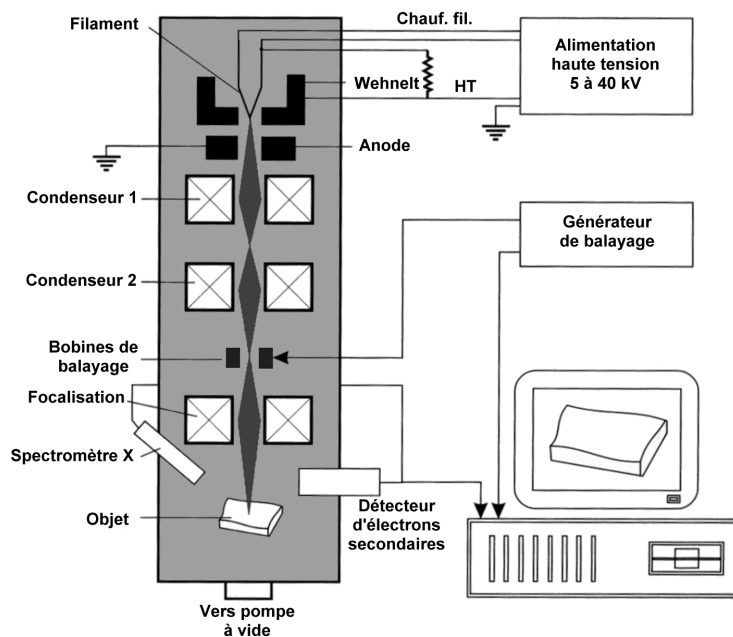 Chauf. fil.
Filament
Alimentation
haute tension
5 à 40 kV
Wehnelt
HT
Anode
Condenseur 1
Générateur
de balayage
Condenseur 2
Bobines de
balayage
Focalisation
Spectromètre X
Objet
Détecteur
d'électrons
secondaires
Vers pompe
à vide